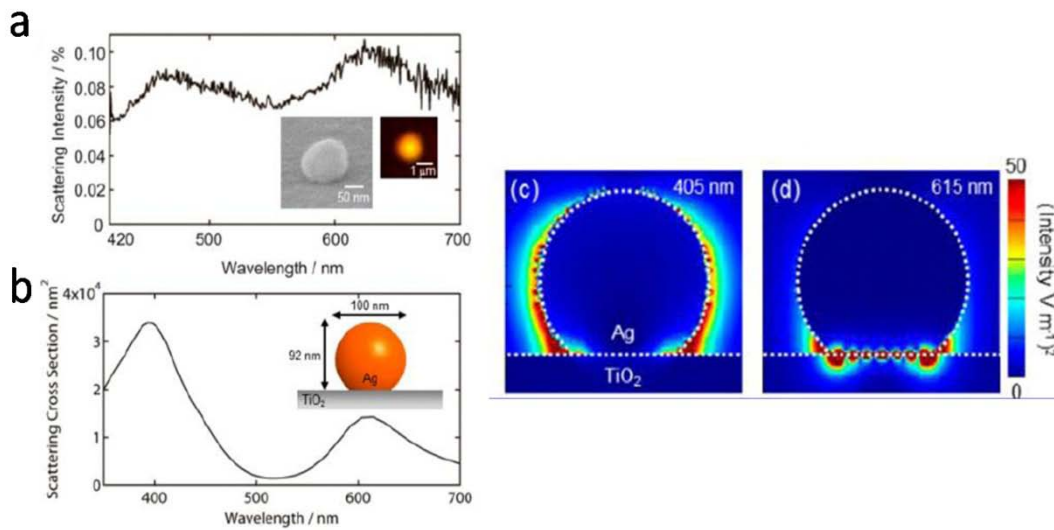 a
Scattering Intensity / %
0.10
0.08
0.06
0.04
0.02
0
420
500
600
700
Wavelength / nm
50 nm
1 μm
b
Scattering Cross Section / nm²
4x10⁴
3
2
1
0
400
500
600
700
Wavelength / nm
100 nm
92 nm
Ag
TiO₂
(c)
405 nm
Ag
TiO₂
(d)
615 nm
50
0
(Intensity V m⁻¹)²